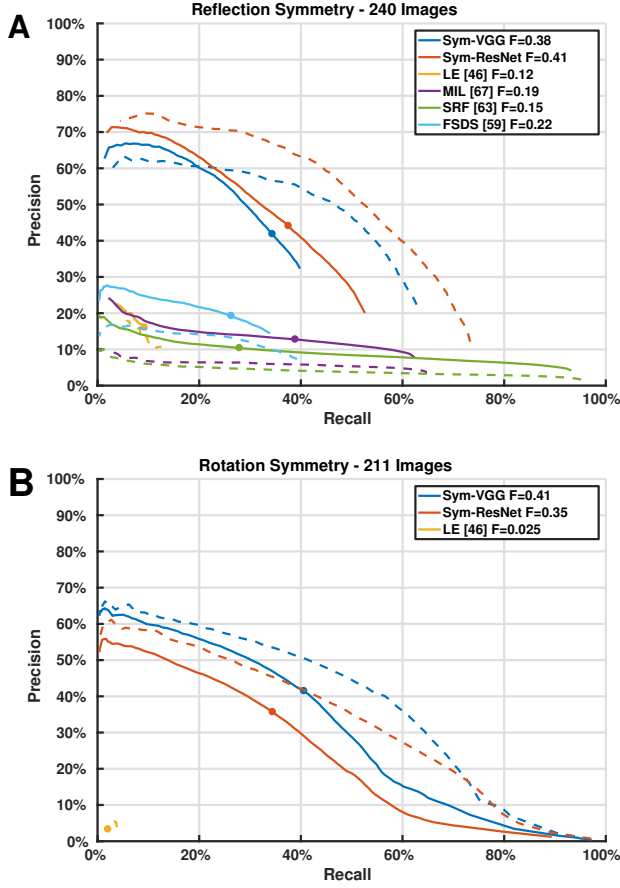 A
Reflection Symmetry - 240 Images
100%
90%
80%
70%
60%
50%
40%
30%
20%
10%
0%
Precision
Sym-VGG F=0.38
Sym-ResNet F=0.41
LE [46] F=0.12
MIL [67] F=0.19
SRF [63] F=0.15
FSDS [59] F=0.22
0% 20% 40% 60% 80% 100%
Recall
B
Rotation Symmetry - 211 Images
100%
90%
80%
70%
60%
50%
40%
30%
20%
10%
0%
Precision
Sym-VGG F=0.41
Sym-ResNet F=0.35
LE [46] F=0.025
0% 20% 40% 60% 80% 100%
Recall